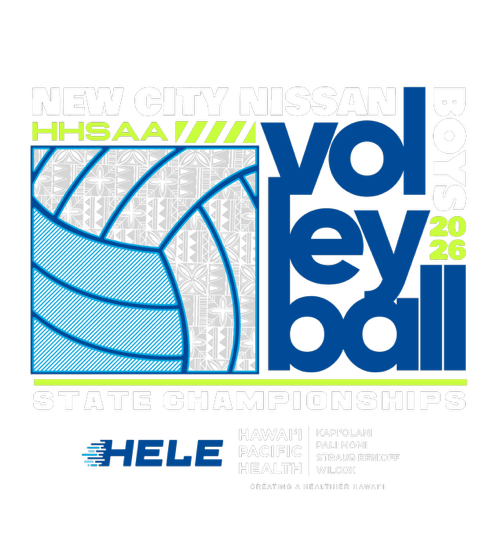 NEW CITY NISSAN
HHSAA
BOYS
vol
ley
ball
20
26
STATE CHAMPIONSHIPS
HELE
HAWAI'I
PACIFIC
HEALTH
KAPI'OLANI
PALI MOMI
STRAUB BENIOFF
WILCOX
CREATING A HEALTHIER HAWAI'I